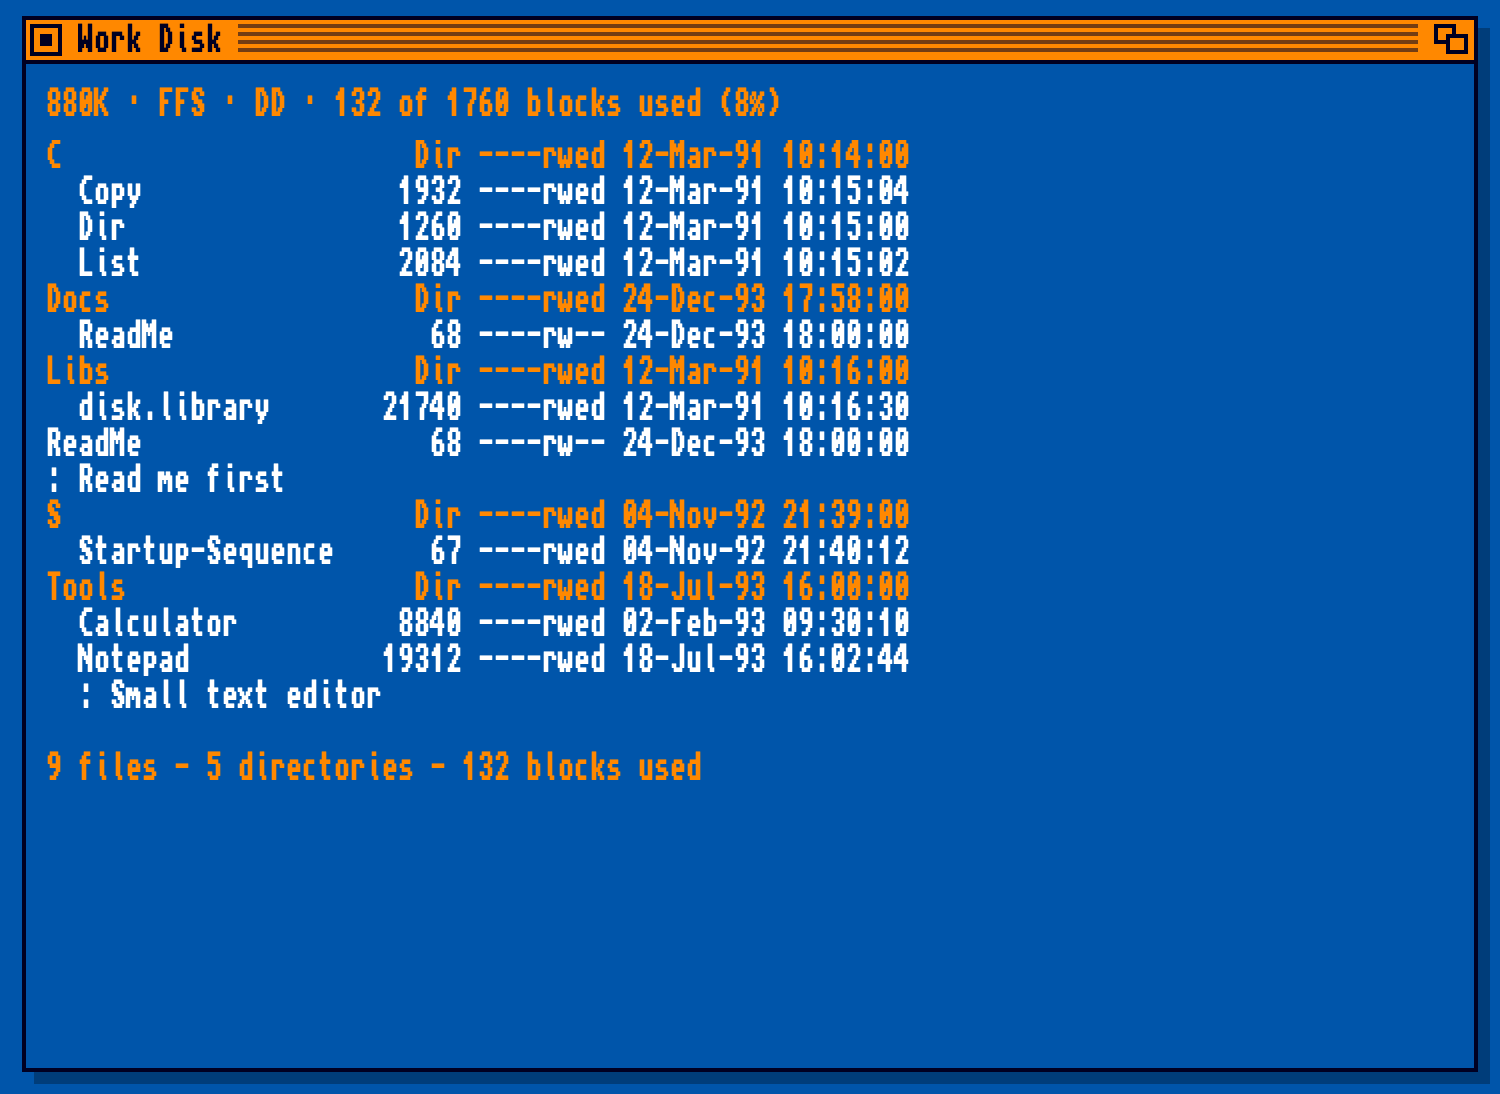 Work Disk
880K · FFS · DD · 132 of 1760 blocks used (8%)
C                      Dir ----rwed 12-Mar-91 10:14:00
  Copy                1932 ----rwed 12-Mar-91 10:15:04
  Dir                 1260 ----rwed 12-Mar-91 10:15:00
  List                2084 ----rwed 12-Mar-91 10:15:02
Docs                   Dir ----rwed 24-Dec-93 17:58:00
  ReadMe                68 ----rw-- 24-Dec-93 18:00:00
Libs                   Dir ----rwed 12-Mar-91 10:16:00
  disk.library       21740 ----rwed 12-Mar-91 10:16:30
ReadMe                  68 ----rw-- 24-Dec-93 18:00:00
: Read me first
S                      Dir ----rwed 04-Nov-92 21:39:00
  Startup-Sequence      67 ----rwed 04-Nov-92 21:40:12
Tools                  Dir ----rwed 18-Jul-93 16:00:00
  Calculator          8840 ----rwed 02-Feb-93 09:30:10
  Notepad            19312 ----rwed 18-Jul-93 16:02:44
  : Small text editor
9 files - 5 directories - 132 blocks used